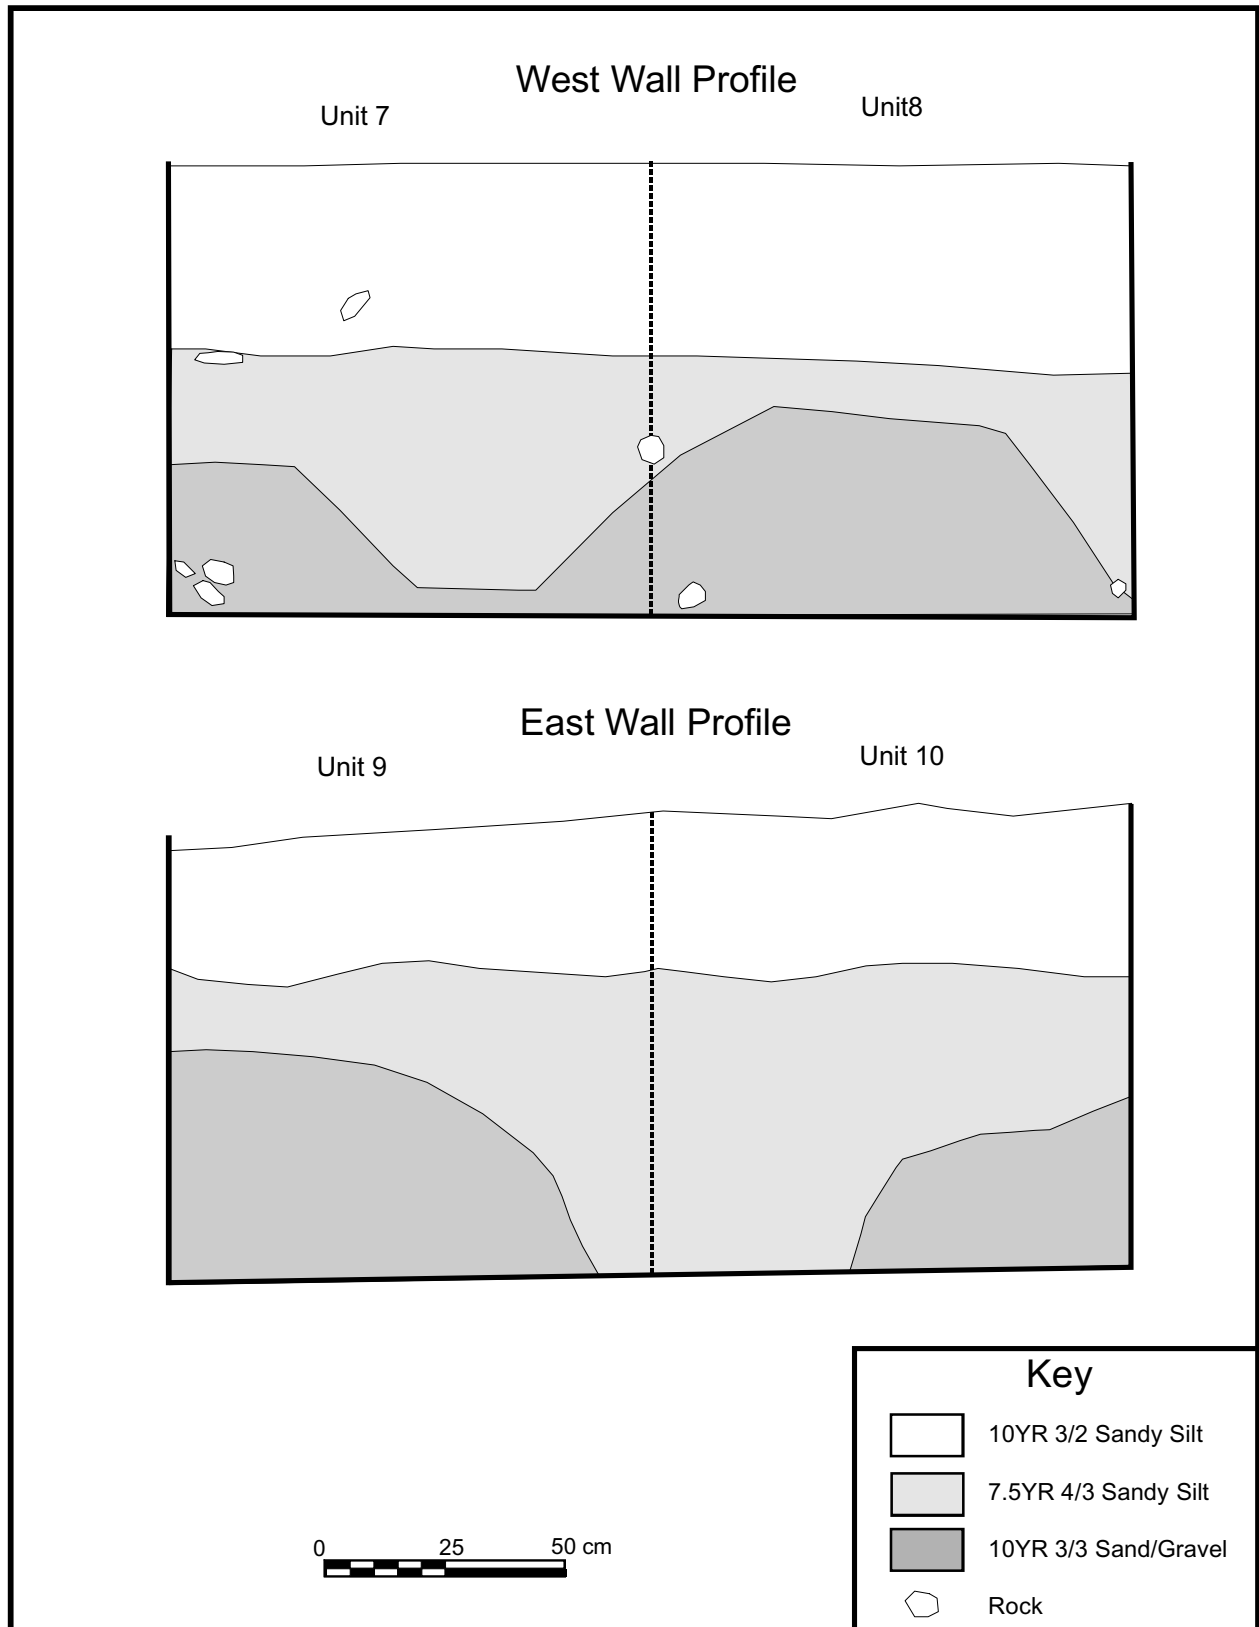 West Wall Profile
Unit 7
Unit8
East Wall Profile
Unit 9
Unit 10
Key
10YR 3/2 Sandy Silt
7.5YR 4/3 Sandy Silt
10YR 3/3 Sand/Gravel
Rock
0 25 50 cm